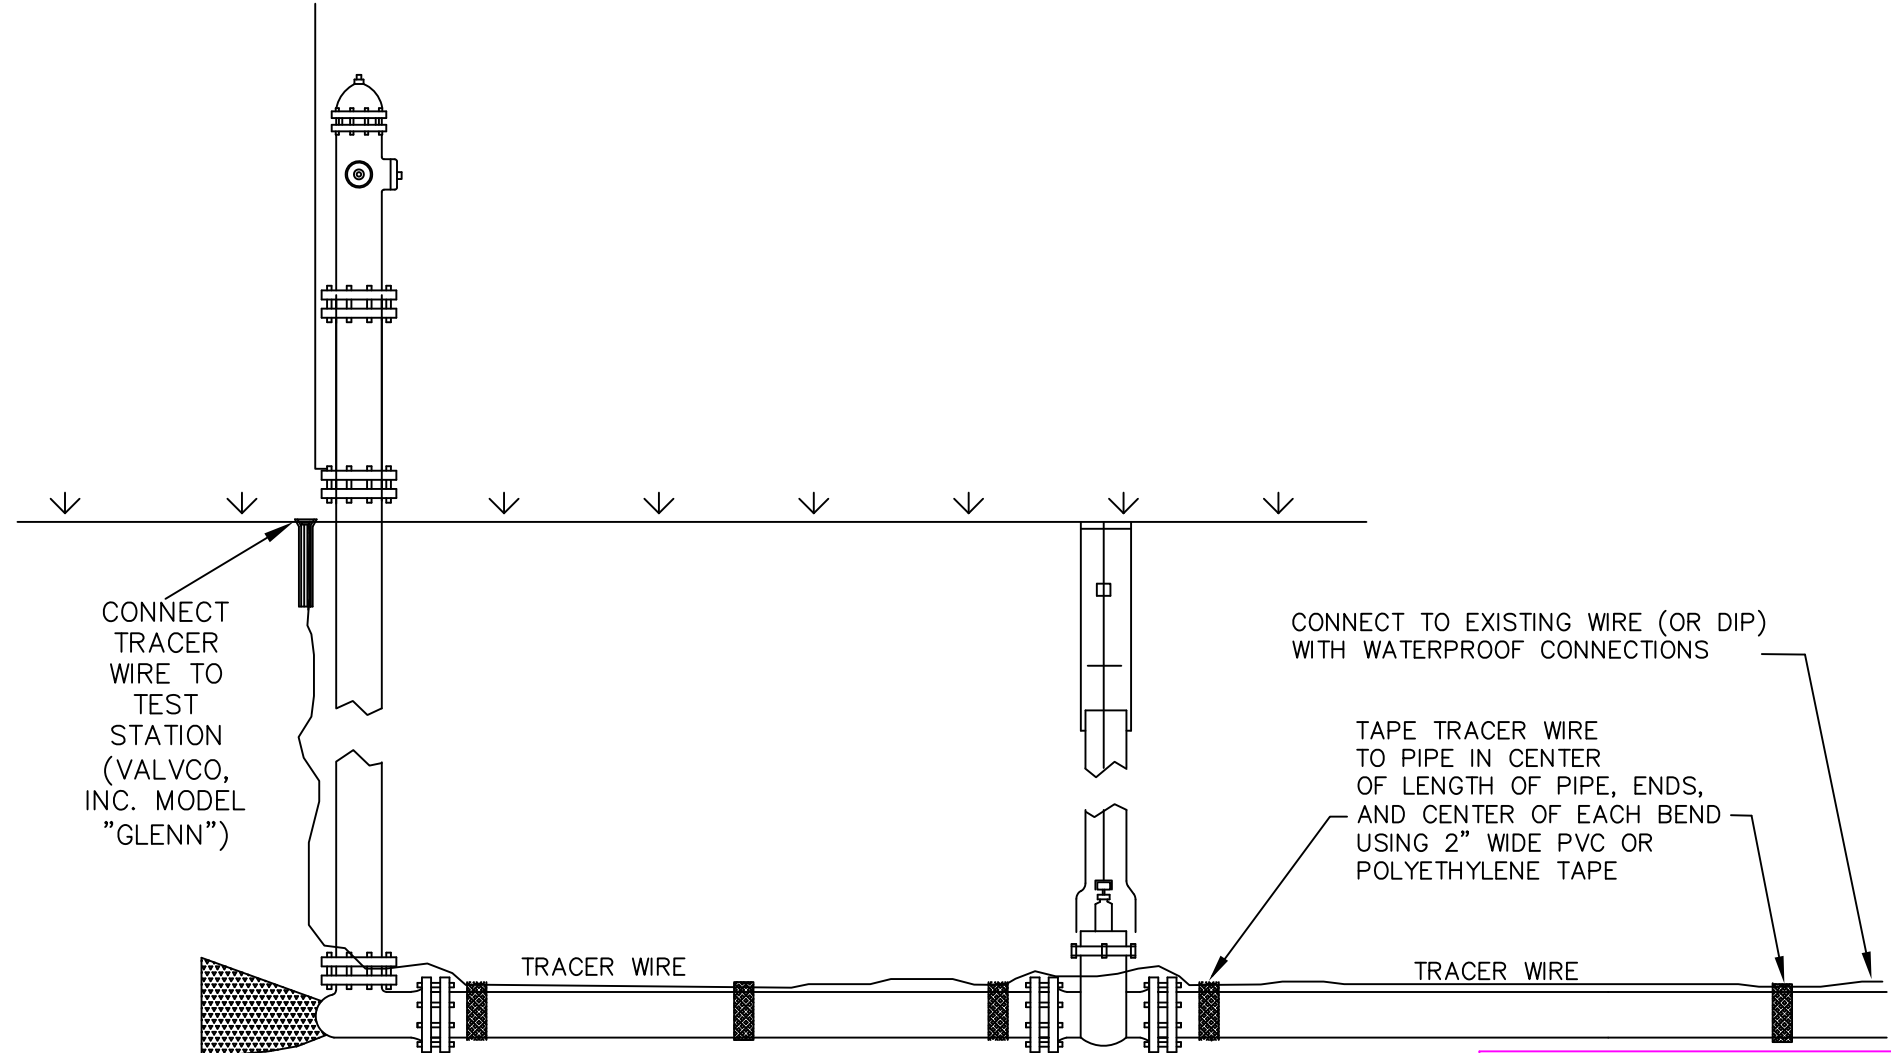 CONNECT
TRACER
WIRE TO
TEST
STATION
(VALVCO,
INC. MODEL
"GLENN")
CONNECT TO EXISTING WIRE (OR DIP)
WITH WATERPROOF CONNECTIONS
TAPE TRACER WIRE
TO PIPE IN CENTER
OF LENGTH OF PIPE, ENDS,
AND CENTER OF EACH BEND
USING 2" WIDE PVC OR
POLYETHYLENE TAPE
TRACER WIRE
TRACER WIRE